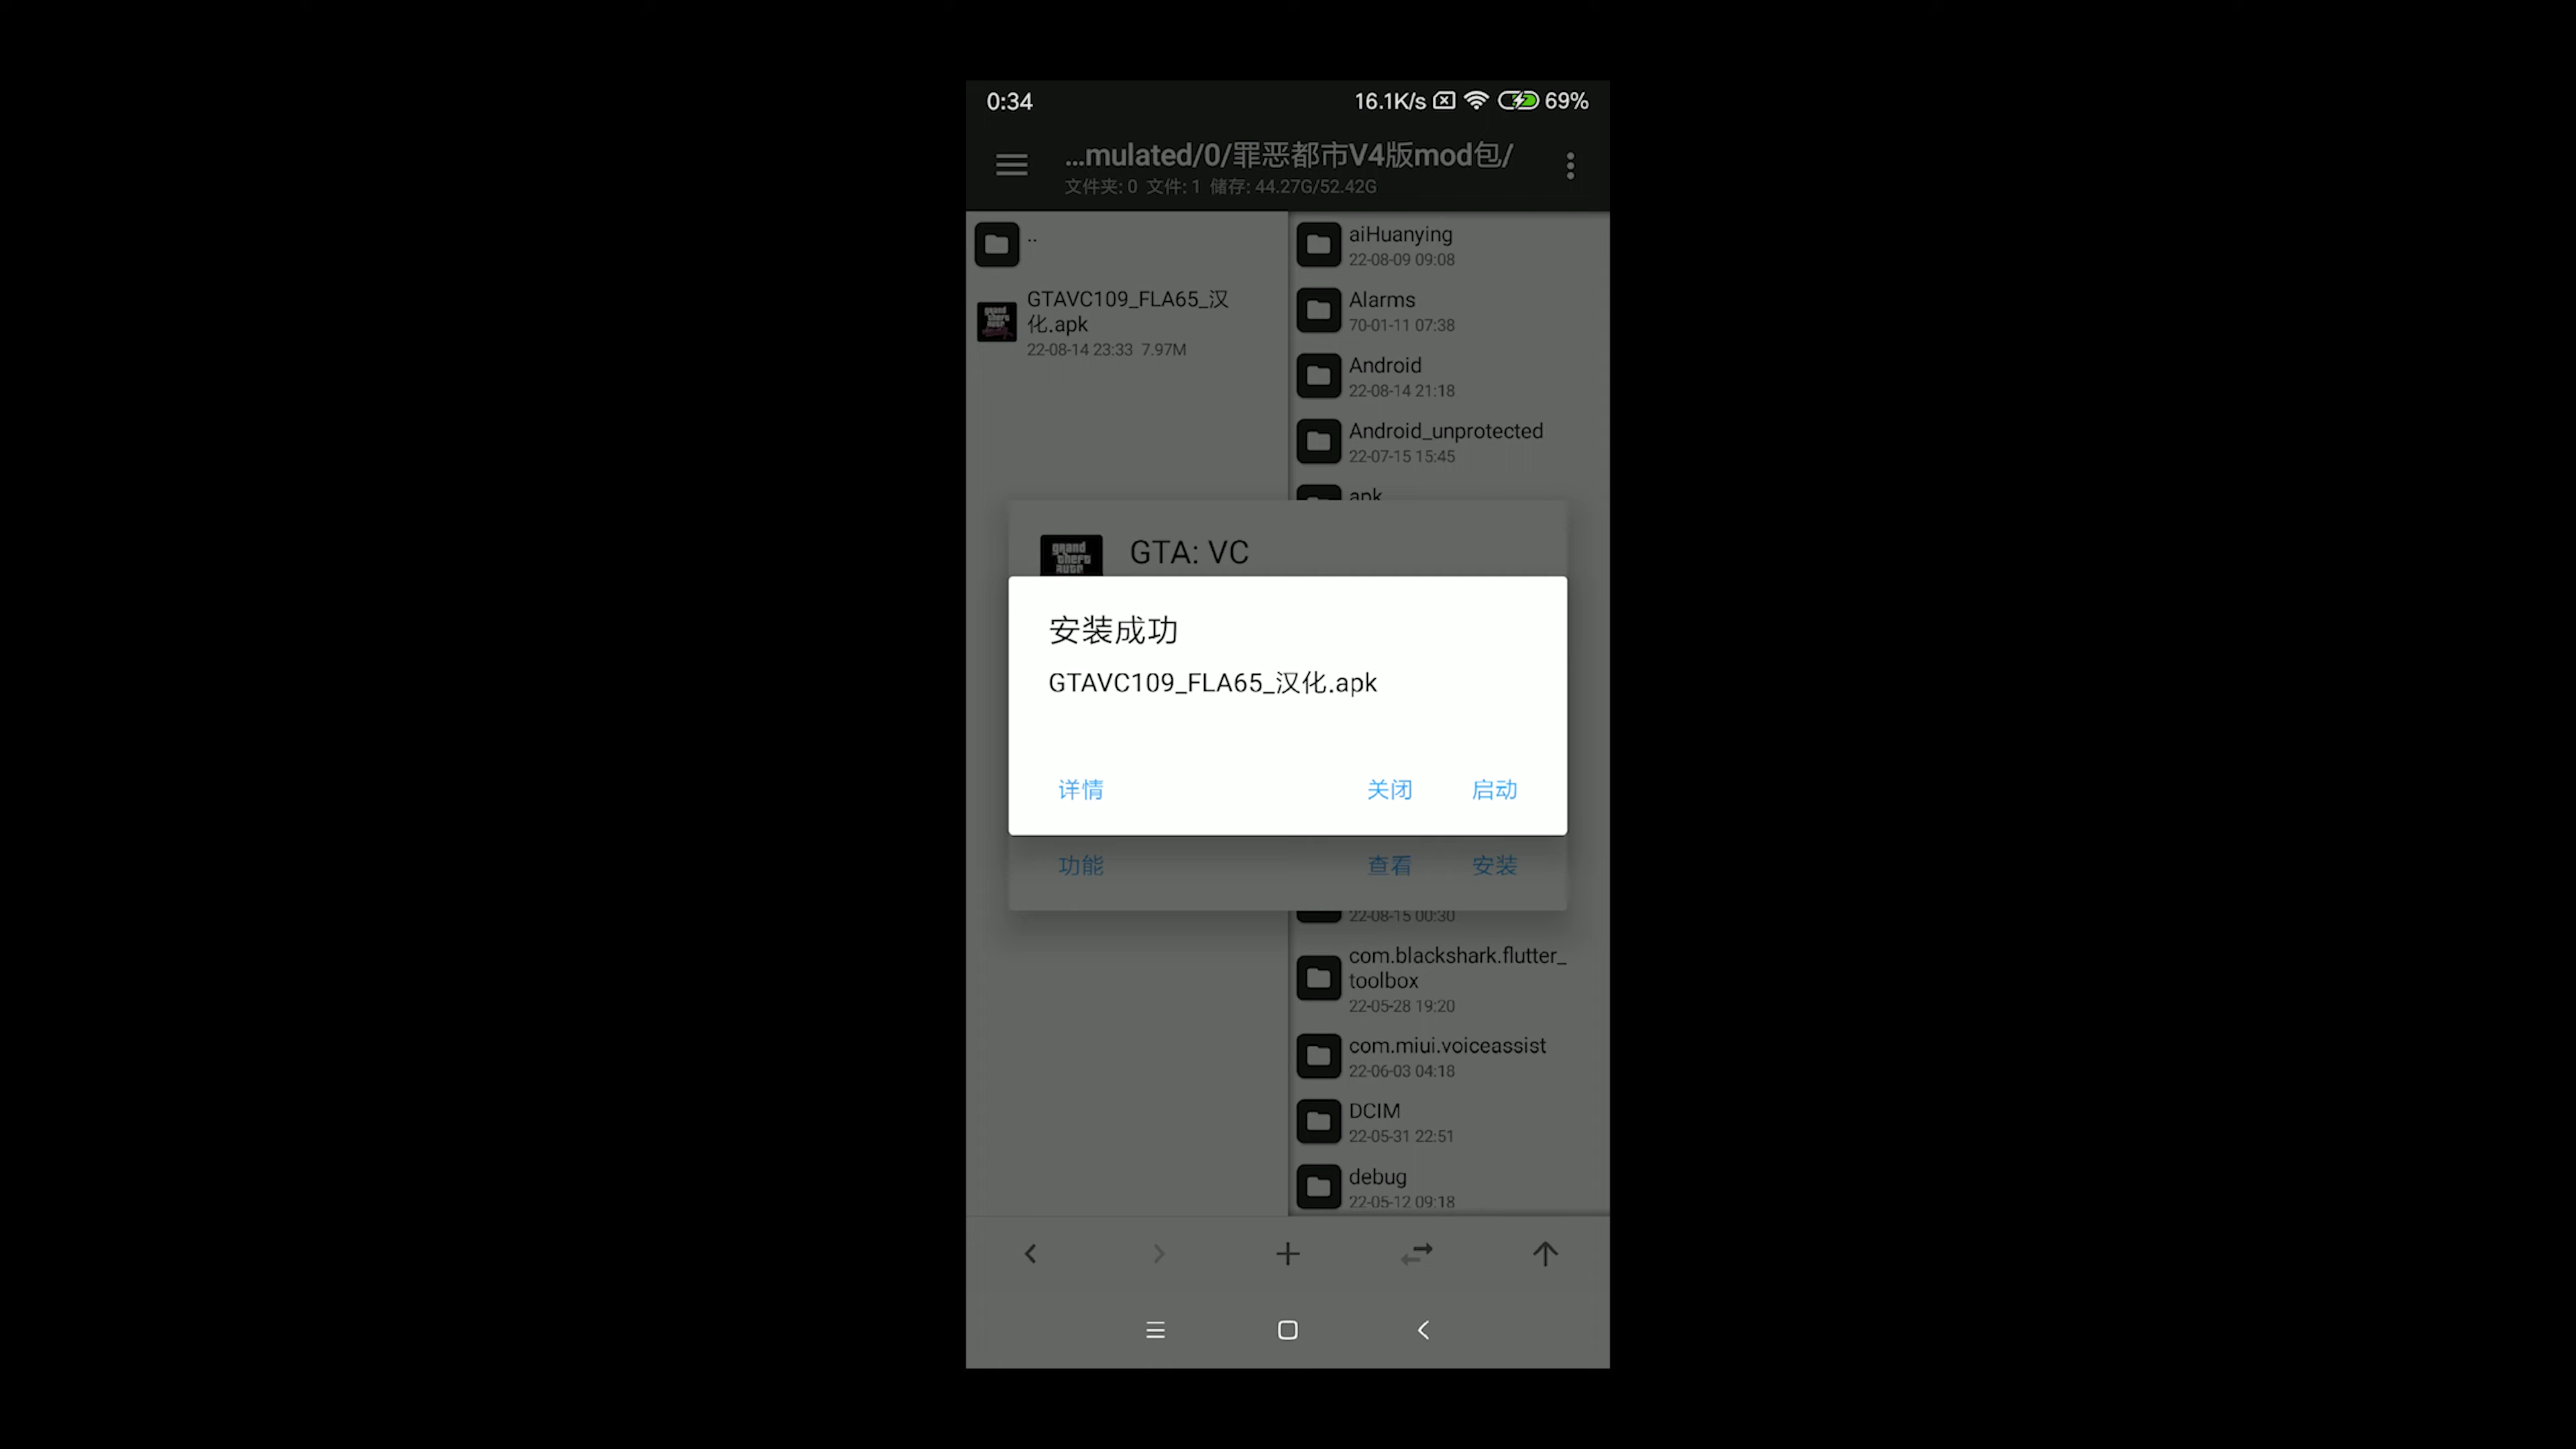 0:34
16.1K/s
69%
...mulated/0/罪恶都市V4版mod包/
文件夹: 0 文件: 1 储存: 44.27G/52.42G
..
GTAVC109_FLA65_汉
化.apk
22-08-14 23:33 7.97M
aiHuanying
22-08-09 09:08
Alarms
70-01-11 07:38
Android
22-08-14 21:18
Android_unprotected
22-07-15 15:45
apk
grand
theft
auto
GTA: VC
安装成功
GTAVC109_FLA65_汉化.apk
详情
关闭
启动
功能
查看
安装
22-08-15 00:30
com.blackshark.flutter_
toolbox
22-05-28 19:20
com.miui.voiceassist
22-06-03 04:18
DCIM
22-05-31 22:51
debug
22-05-12 09:18